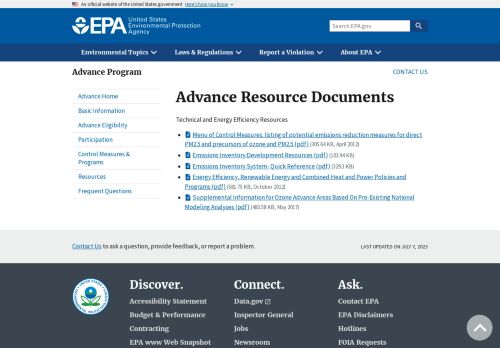 An official website of the United States government Here's how you know
EPA United States Environmental Protection Agency
Search EPA.gov
Environmental Topics Laws & Regulations Report a Violation About EPA
Advance Program
CONTACT US
Advance Home
Basic Information
Advance Eligibility
Participation
Control Measures &
Programs
Resources
Frequent Questions
Advance Resource Documents
Technical and Energy Efficiency Resources
Menu of Control Measures: listing of potential emissions reduction measures for direct
PM2.5 and precursors of ozone and PM2.5 (pdf) (305.64 KB, April 2012)
Emissions Inventory Development Resources (pdf) (103.94 KB)
Emissions Inventory System- Quick Reference (pdf) (329.3 KB)
Energy Efficiency, Renewable Energy and Combined Heat and Power Policies and
Programs (pdf) (581.75 KB, October 2012)
Supplemental Information for Ozone Advance Areas Based On Pre-Existing National
Modeling Analyses (pdf) (483.58 KB, May 2017)
Contact Us to ask a question, provide feedback, or report a problem.
LAST UPDATED ON JULY 7, 2023
Discover.
Accessibility Statement
Budget & Performance
Contracting
EPA www Web Snapshot
Connect.
Data.gov
Inspector General
Jobs
Newsroom
Ask.
Contact EPA
EPA Disclaimers
Hotlines
FOIA Requests